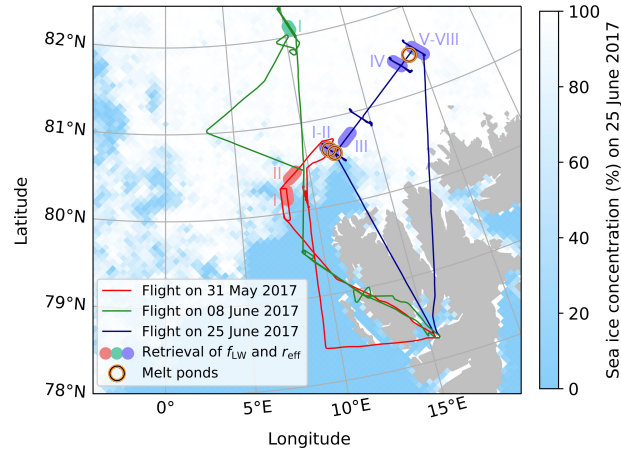 82°N
81°N
80°N
79°N
78°N
Latitude
0°
5°E
10°E
15°E
Longitude
I
V-VIII
IV
I-II
III
II
I
Flight on 31 May 2017
Flight on 08 June 2017
Flight on 25 June 2017
Retrieval of f_LW and r_eff
Melt ponds
100
80
60
40
20
0
Sea ice concentration (%) on 25 June 2017